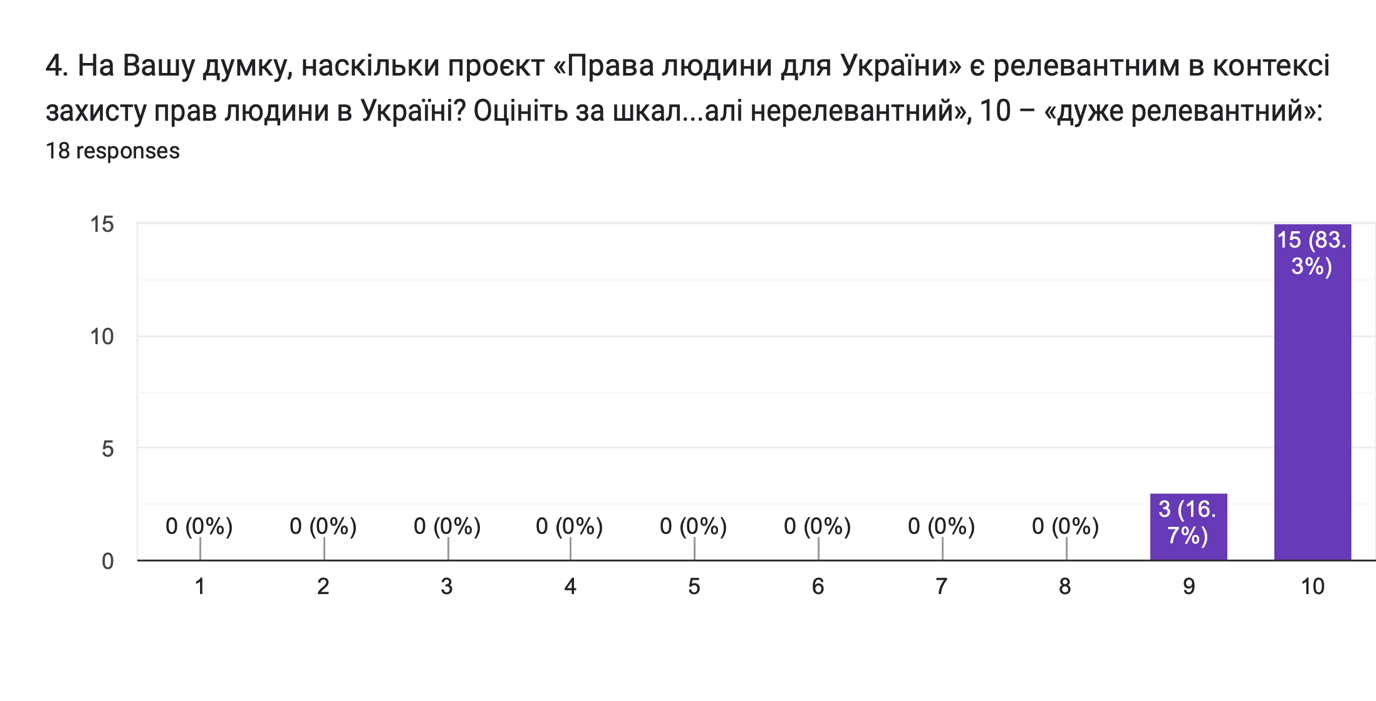 4. На Вашу думку, наскільки проєкт «Права людини для України» є релевантним в контексі
захисту прав людини в Україні? Оцініть за шкал...алі нерелевантний», 10 – «дуже релевантний»:
18 responses
15
15 (83.
3%)
10
5
0 (0%) 0 (0%) 0 (0%) 0 (0%) 0 (0%) 0 (0%) 0 (0%) 0 (0%)
3 (16.
7%)
0
1 2 3 4 5 6 7 8 9 10